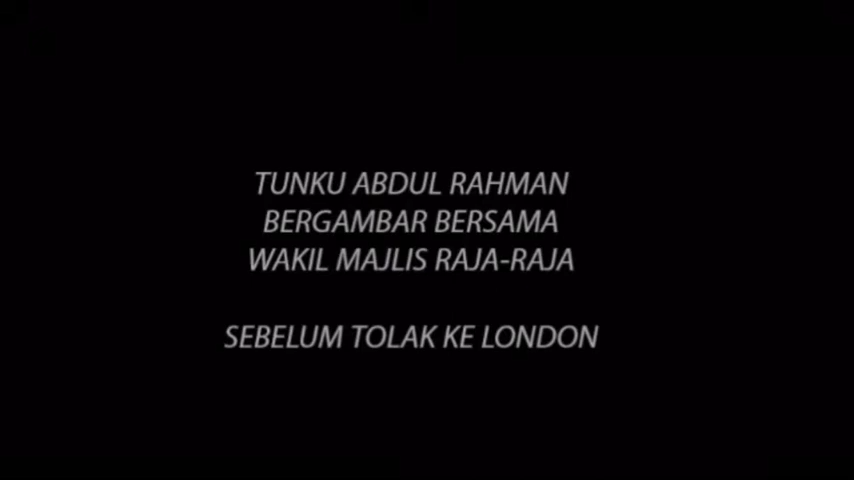 TUNKU ABDUL RAHMAN
BERGAMBAR BERSAMA
WAKIL MAJLIS RAJA-RAJA
SEBELUM TOLAK KE LONDON